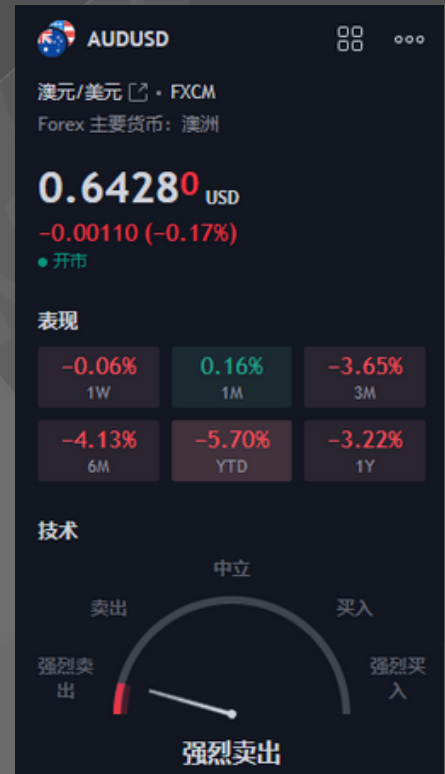 AUDUSD
澳元/美元 · FXCM
Forex 主要货币：澳洲
0.64280 USD
−0.00110 (−0.17%)
开市
表现
−0.06% 0.16% −3.65%
1W 1M 3M
−4.13% −5.70% −3.22%
6M YTD 1Y
技术
中立
卖出 买入
强烈卖出 强烈买入
强烈卖出